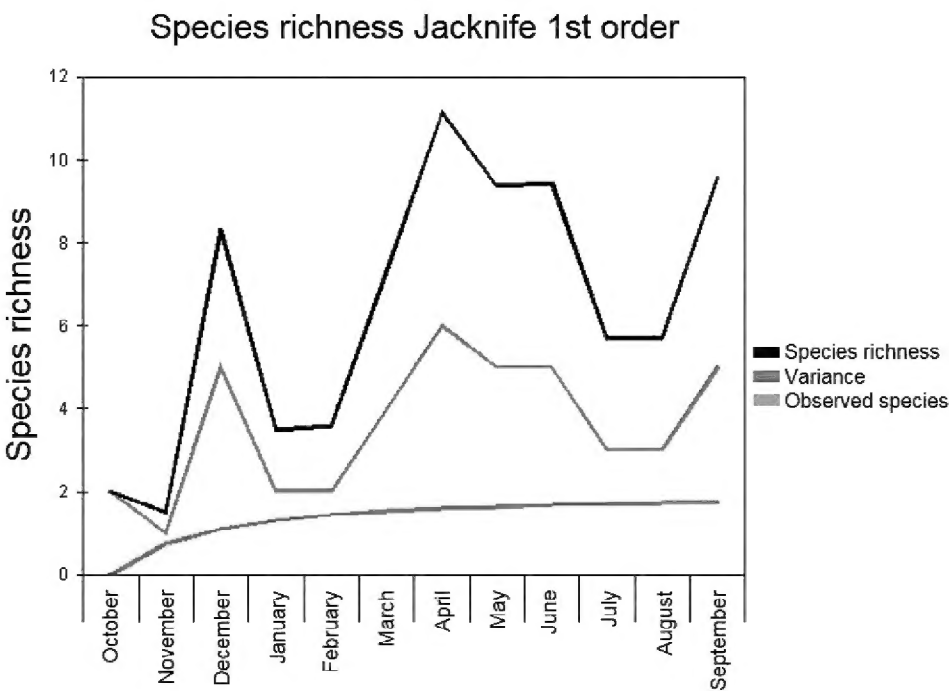 Species richness Jacknife 1st order
Species richness
12
10
8
6
4
2
0
October
November
December
January
February
March
April
May
June
July
August
September
Species richness
Variance
Observed species